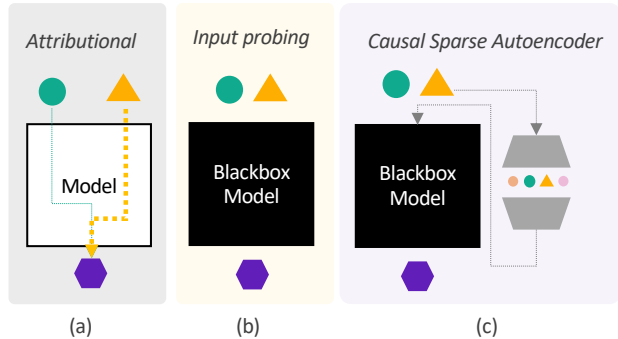 Attributional
Input probing
Causal Sparse Autoencoder
Model
Blackbox
Model
Blackbox
Model
(a)
(b)
(c)